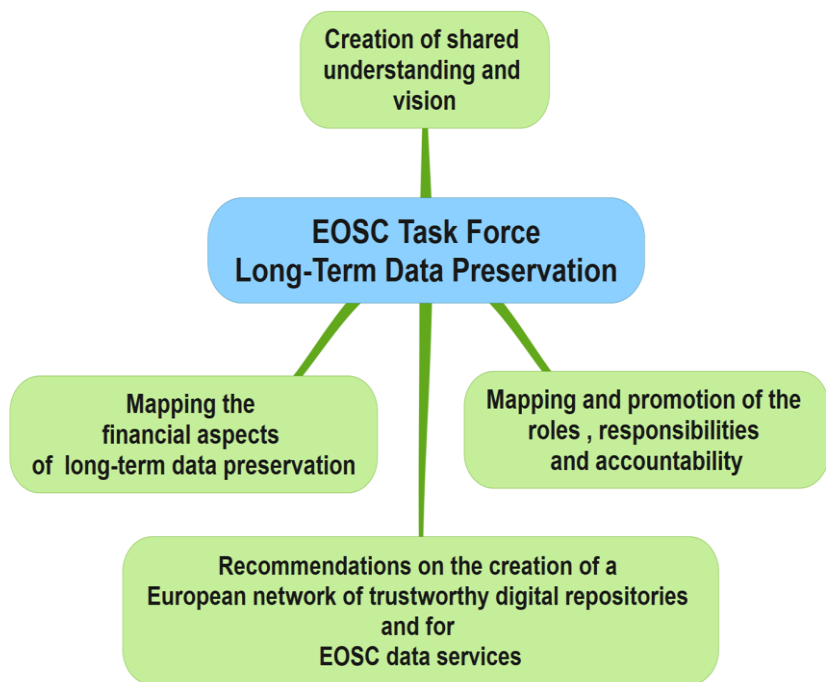 Creation of shared
understanding and
vision
EOSC Task Force
Long-Term Data Preservation
Mapping the
financial aspects
of long-term data preservation
Mapping and promotion of the
roles , responsibilities
and accountability
Recommendations on the creation of a
European network of trustworthy digital repositories
and for
EOSC data services